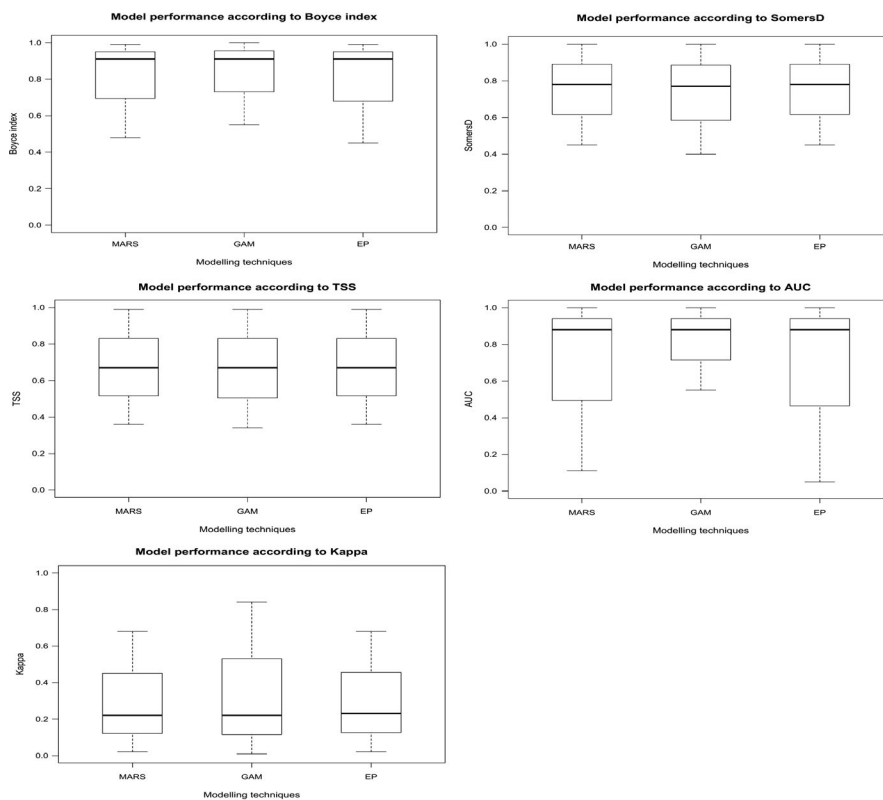 Model performance according to Boyce index
1.0
0.8
0.6
0.4
0.2
0.0
Boyce index
MARS GAM EP
Modelling techniques
Model performance according to SomersD
1.0
0.8
0.6
0.4
0.2
0.0
SomersD
MARS GAM EP
Modelling techniques
Model performance according to TSS
1.0
0.8
0.6
0.4
0.2
0.0
TSS
MARS GAM EP
Modelling techniques
Model performance according to AUC
1.0
0.8
0.6
0.4
0.2
0.0
AUC
MARS GAM EP
Modelling techniques
Model performance according to Kappa
1.0
0.8
0.6
0.4
0.2
0.0
Kappa
MARS GAM EP
Modelling techniques